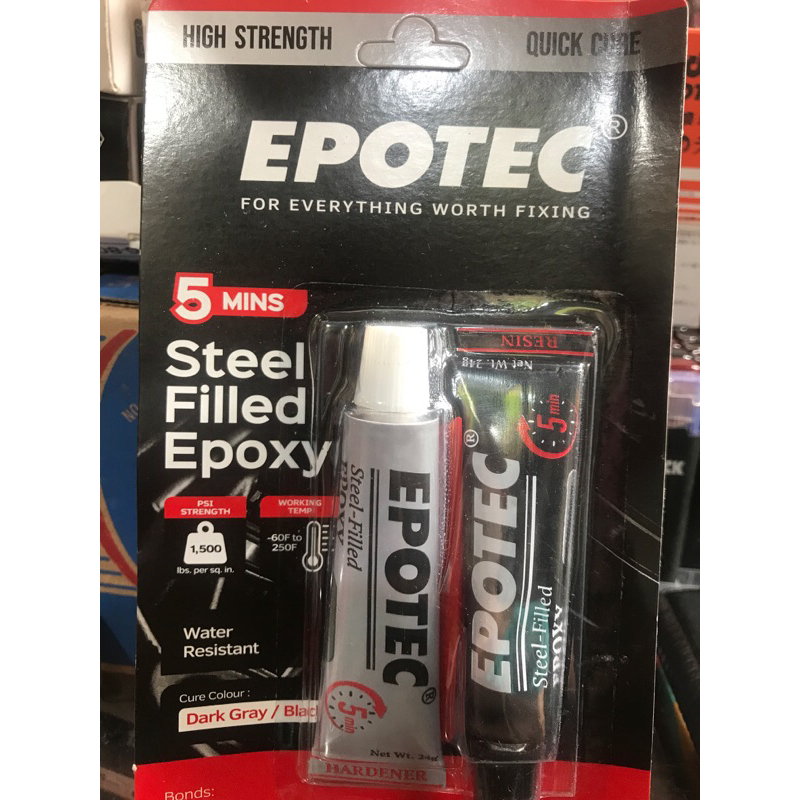 HIGH STRENGTH
QUICK CURE
EPOTEC®
FOR EVERYTHING WORTH FIXING
5 MINS
Steel
Filled
Epoxy
PSI
STRENGTH
1,500
lbs. per sq. in.
WORKING
TEMP
-60F to
250F
Water
Resistant
Cure Colour :
Dark Gray / Black
Bonds:
EPOTEC®
Steel-Filled
EPOXY
5 min
Net Wt. 24g
HARDENER
RESIN
Net Wt. 24g
5 min
EPOTEC®
Steel-Filled
EPOXY
NO.